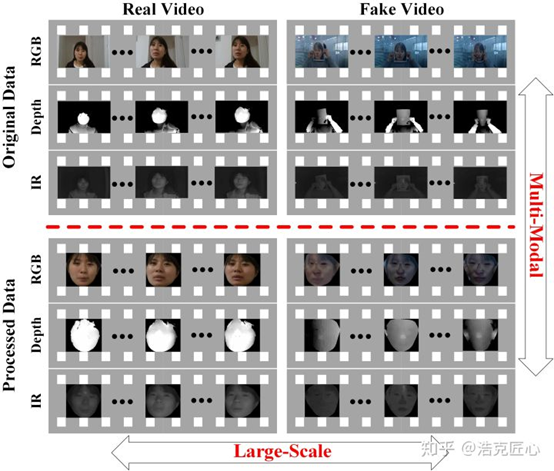 Real Video
Fake Video
Original Data
RGB
Depth
IR
Multi-Modal
Processed Data
RGB
Depth
IR
Large-Scale
知乎 @浩克匠心